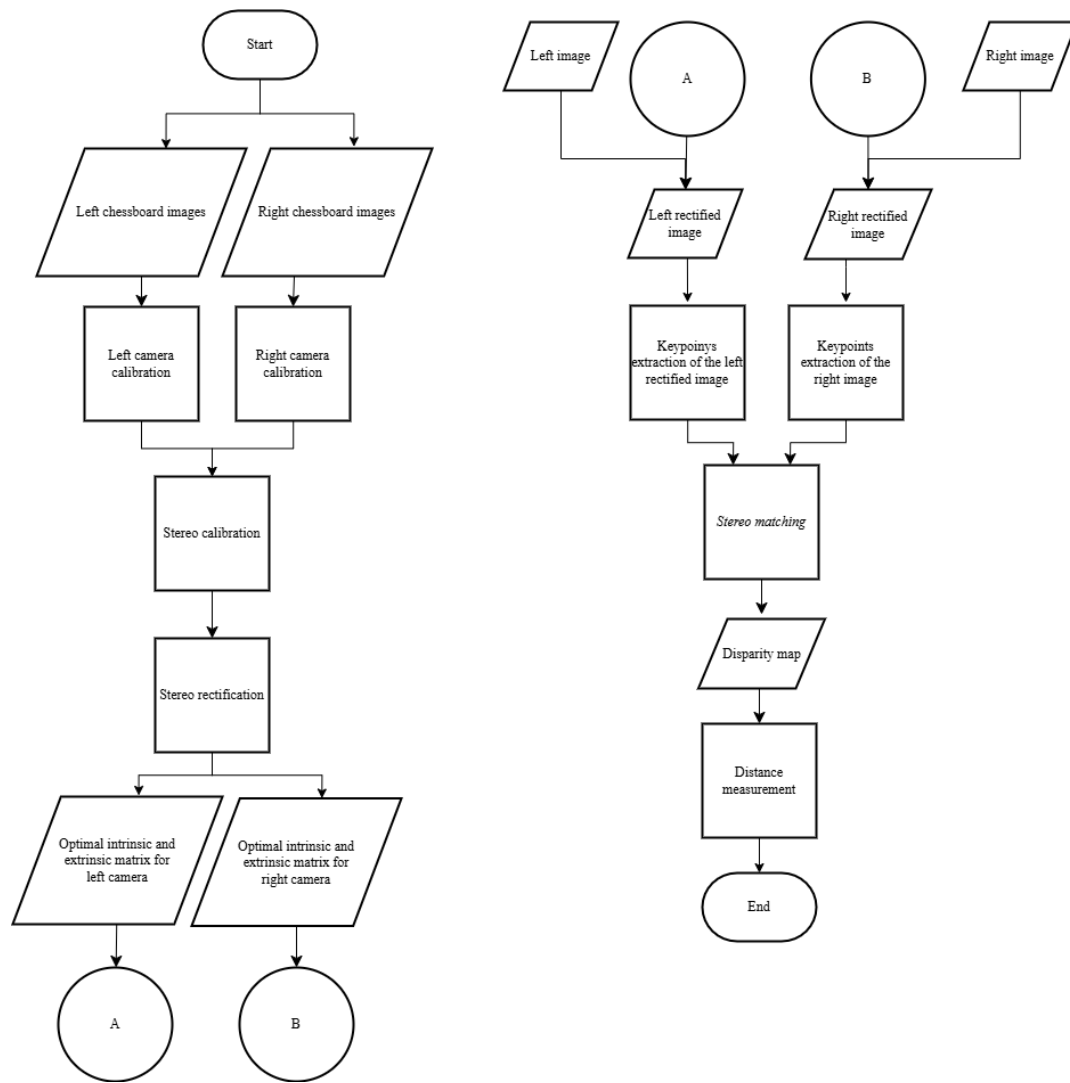 Start
Left chessboard images
Right chessboard images
Left camera
calibration
Right camera
calibration
Stereo calibration
Stereo rectification
Optimal intrinsic and
extrinsic matrix for
left camera
Optimal intrinsic and
extrinsic matrix for
right camera
A
B
Left image
A
B
Right image
Left rectified
image
Right rectified
image
Keypoinys
extraction of the left
rectified image
Keypoints
extraction of the
right image
Stereo matching
Disparity map
Distance
measurement
End